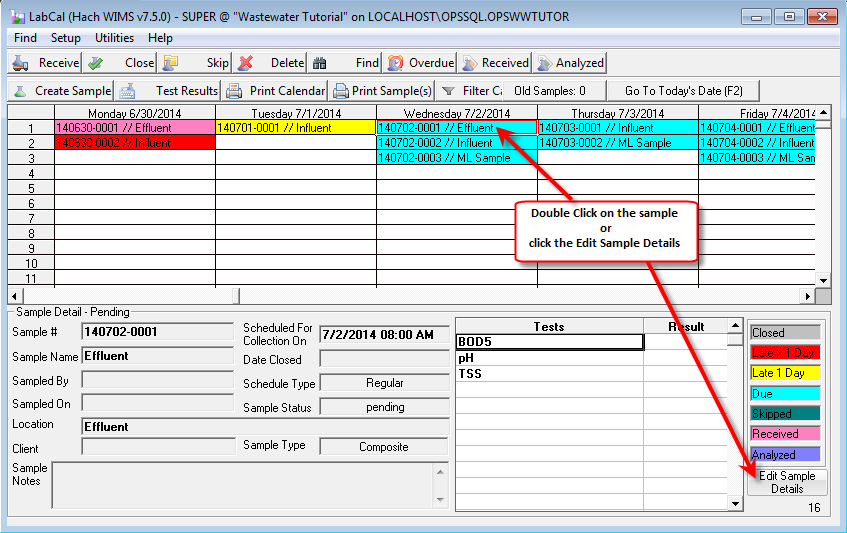 LabCal (Hach WIMS v7.5.0) - SUPER @ "Wastewater Tutorial" on LOCALHOST\OPSSQL.OPSWWTUTOR
Find Setup Utilities Help
Receive Close Skip Delete Find Overdue Received Analyzed
Create Sample Test Results Print Calendar Print Sample(s) Filter Ca Old Samples: 0 Go To Today's Date (F2)
Monday 6/30/2014 Tuesday 7/1/2014 Wednesday 7/2/2014 Thursday 7/3/2014 Friday 7/4/2014
1 140630-0001 // Effluent 140701-0001 // Influent 140702-0001 // Effluent 140703-0001 // Influent 140704-0001 // Effluent
2 140630-0002 // Influent 140702-0002 // Influent 140703-0002 // ML Sample 140704-0002 // Influent
3 140702-0003 // ML Sample 140704-0003 // ML Sam
4
5
6
7
8
9
10
11
Double Click on the sample
or
click the Edit Sample Details
Sample Detail - Pending
Sample # 140702-0001
Sample Name Effluent
Sampled By
Sampled On
Location Effluent
Client
Sample Notes
Scheduled For Collection On 7/2/2014 08:00 AM
Date Closed
Schedule Type Regular
Sample Status pending
Sample Type Composite
Tests Result
BOD5
pH
TSS
Closed
Late > 1 Day
Late 1 Day
Due
Skipped
Received
Analyzed
Edit Sample
Details
16